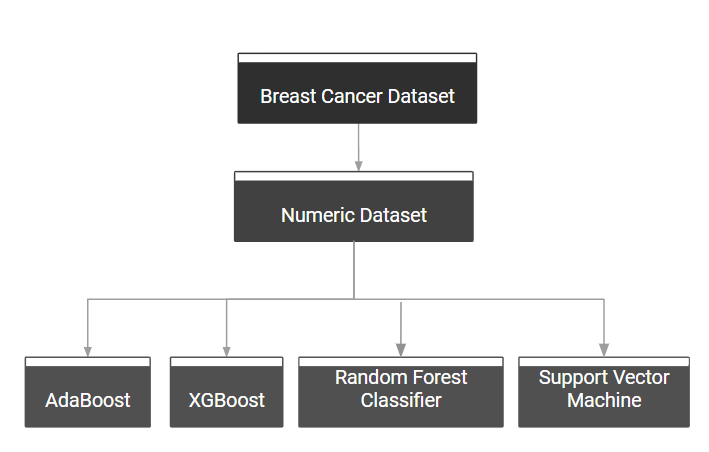 Breast Cancer Dataset
Numeric Dataset
AdaBoost
XGBoost
Random Forest
Classifier
Support Vector
Machine